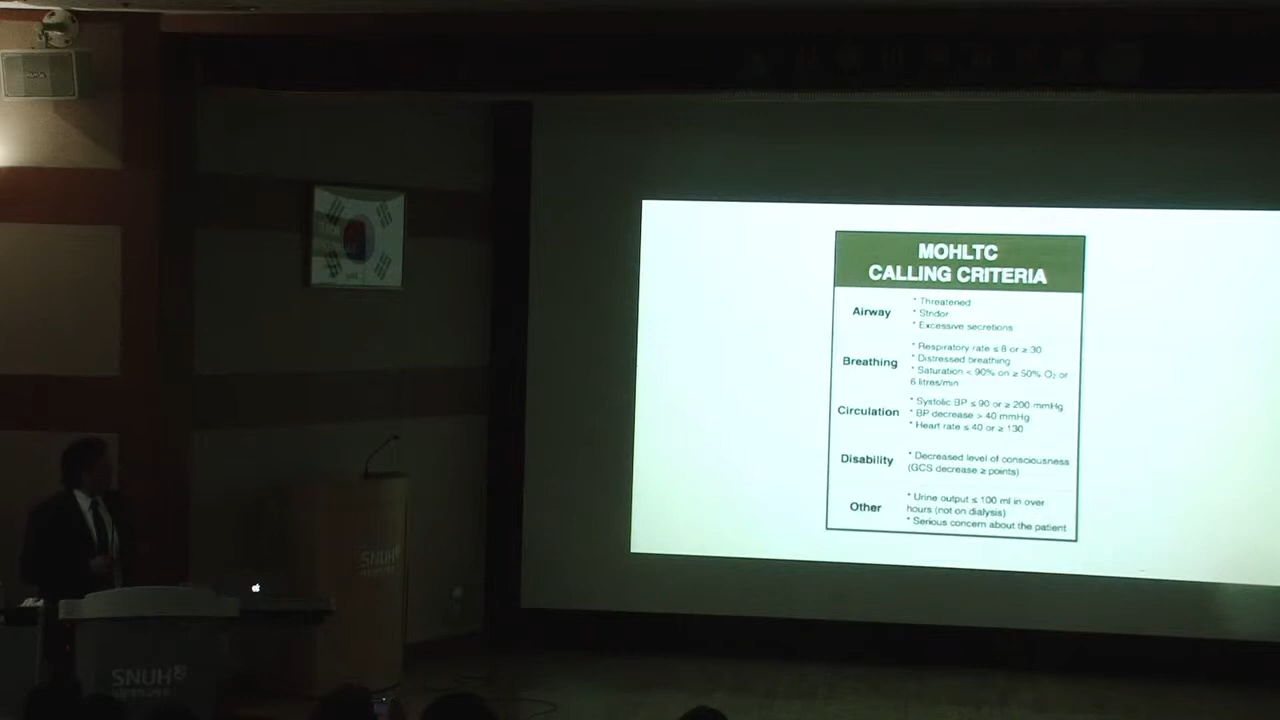 MOHLTC
CALLING CRITERIA
Airway
* Threatened
* Stridor
* Excessive secretions
Breathing
* Respiratory rate ≤ 8 or ≥ 30
* Distressed breathing
* Saturation < 90% on ≥ 50% O₂ or
6 litres/min
Circulation
* Systolic BP ≤ 90 or ≥ 200 mmHg
* BP decrease > 40 mmHg
* Heart rate ≤ 40 or ≥ 130
Disability
* Decreased level of consciousness
(GCS decrease ≥ points)
Other
* Urine output ≤ 100 ml in over
hours (not on dialysis)
* Serious concern about the patient
SNUH
SNUH